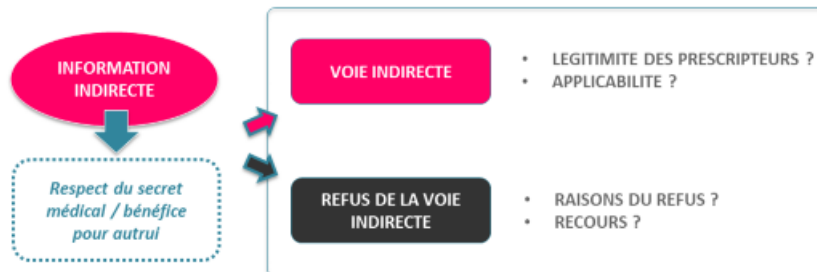 INFORMATION
INDIRECTE
Respect du secret
médical / bénéfice
pour autrui
VOIE INDIRECTE
• LEGITIMITE DES PRESCRIPTEURS ?
• APPLICABILITE ?
REFUS DE LA VOIE
INDIRECTE
• RAISONS DU REFUS ?
• RECOURS ?